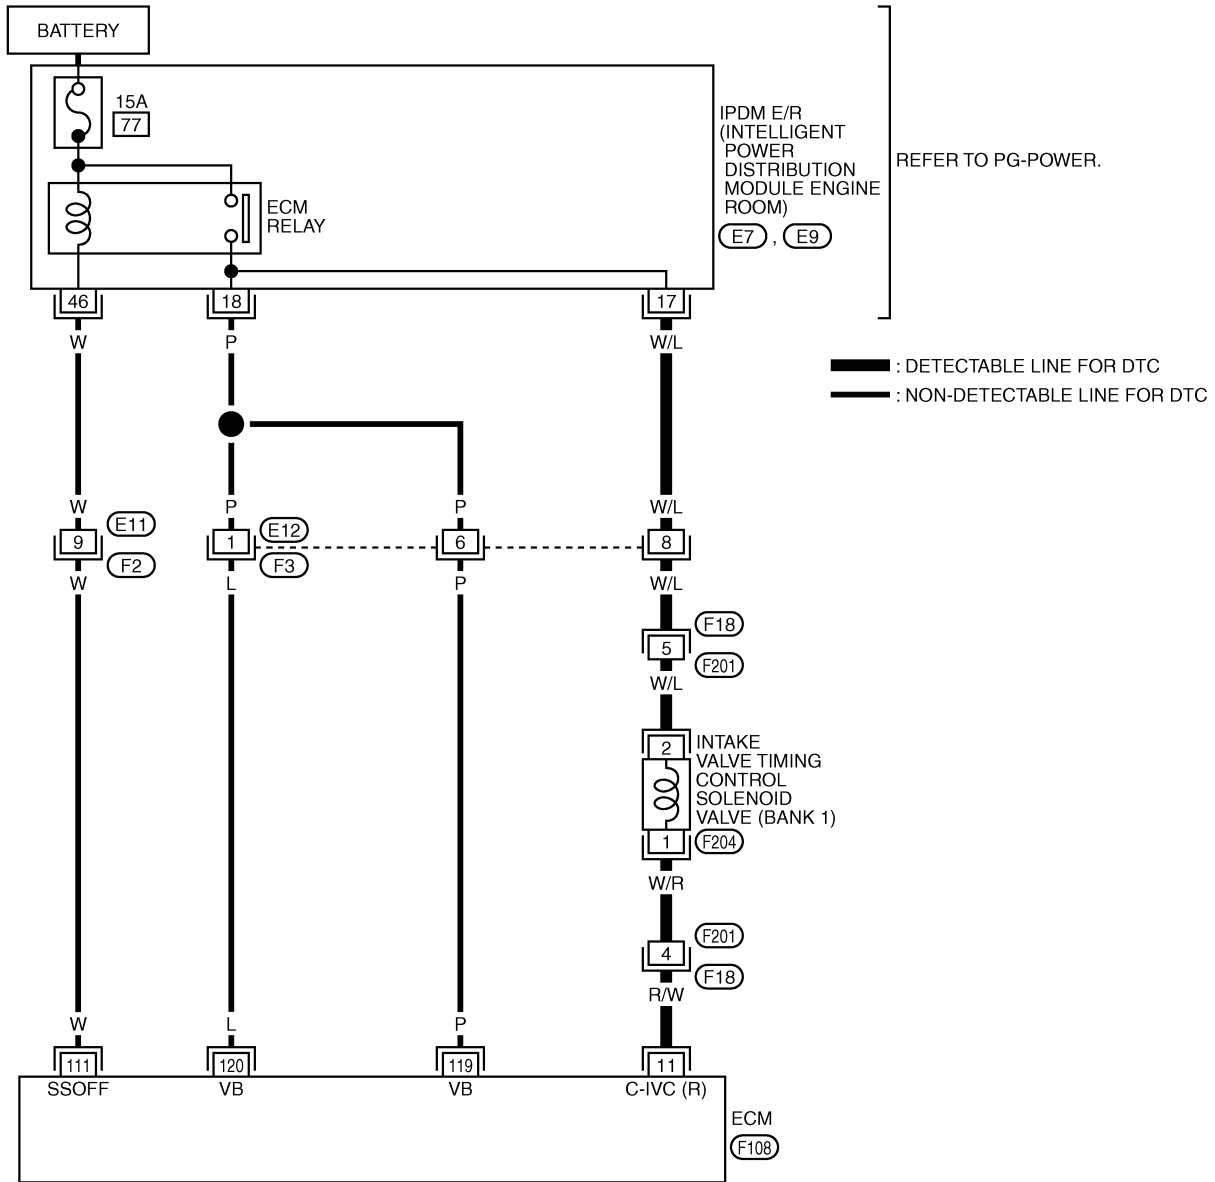 BATTERY
15A
77
IPDM E/R
(INTELLIGENT
POWER
DISTRIBUTION
MODULE ENGINE
ROOM)
E7 , E9
REFER TO PG-POWER.
ECM
RELAY
46 18 17
W P W/L
: DETECTABLE LINE FOR DTC
: NON-DETECTABLE LINE FOR DTC
W P P W/L
E11 E12
9 1 6 8
F2 F3
W L P W/L
F18
5
F201
W/L
2
INTAKE
VALVE TIMING
CONTROL
SOLENOID
VALVE (BANK 1)
1 F204
W/R
F201
4
F18
R/W
W L P
111 120 119 11
SSOFF VB VB C-IVC (R)
ECM
F108